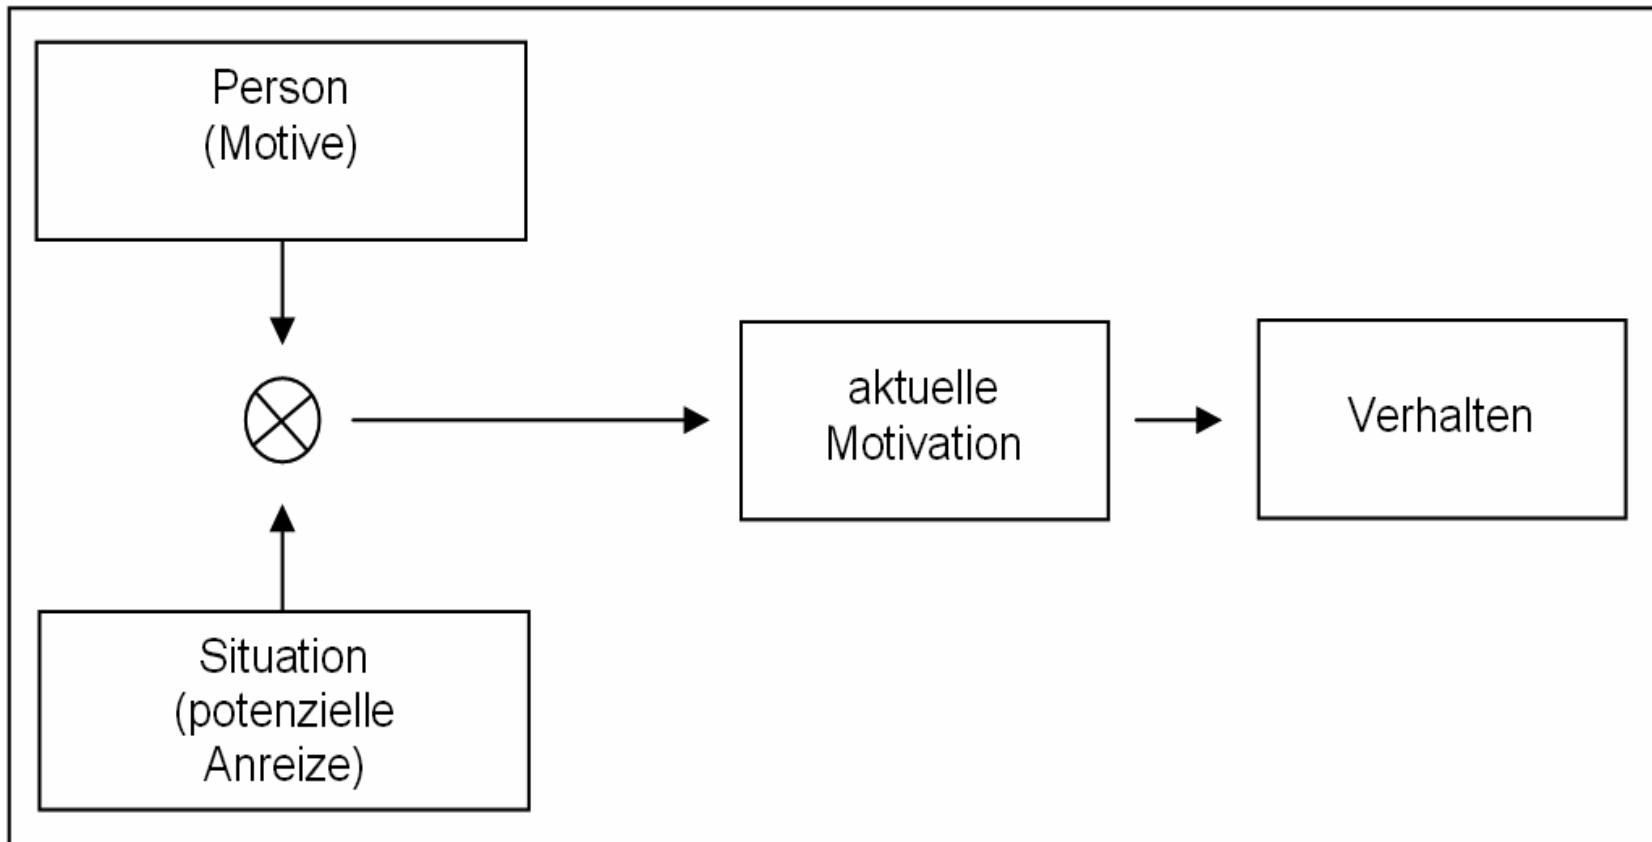 Person
(Motive)
aktuelle
Motivation
Verhalten
Situation
(potenzielle
Anreize)